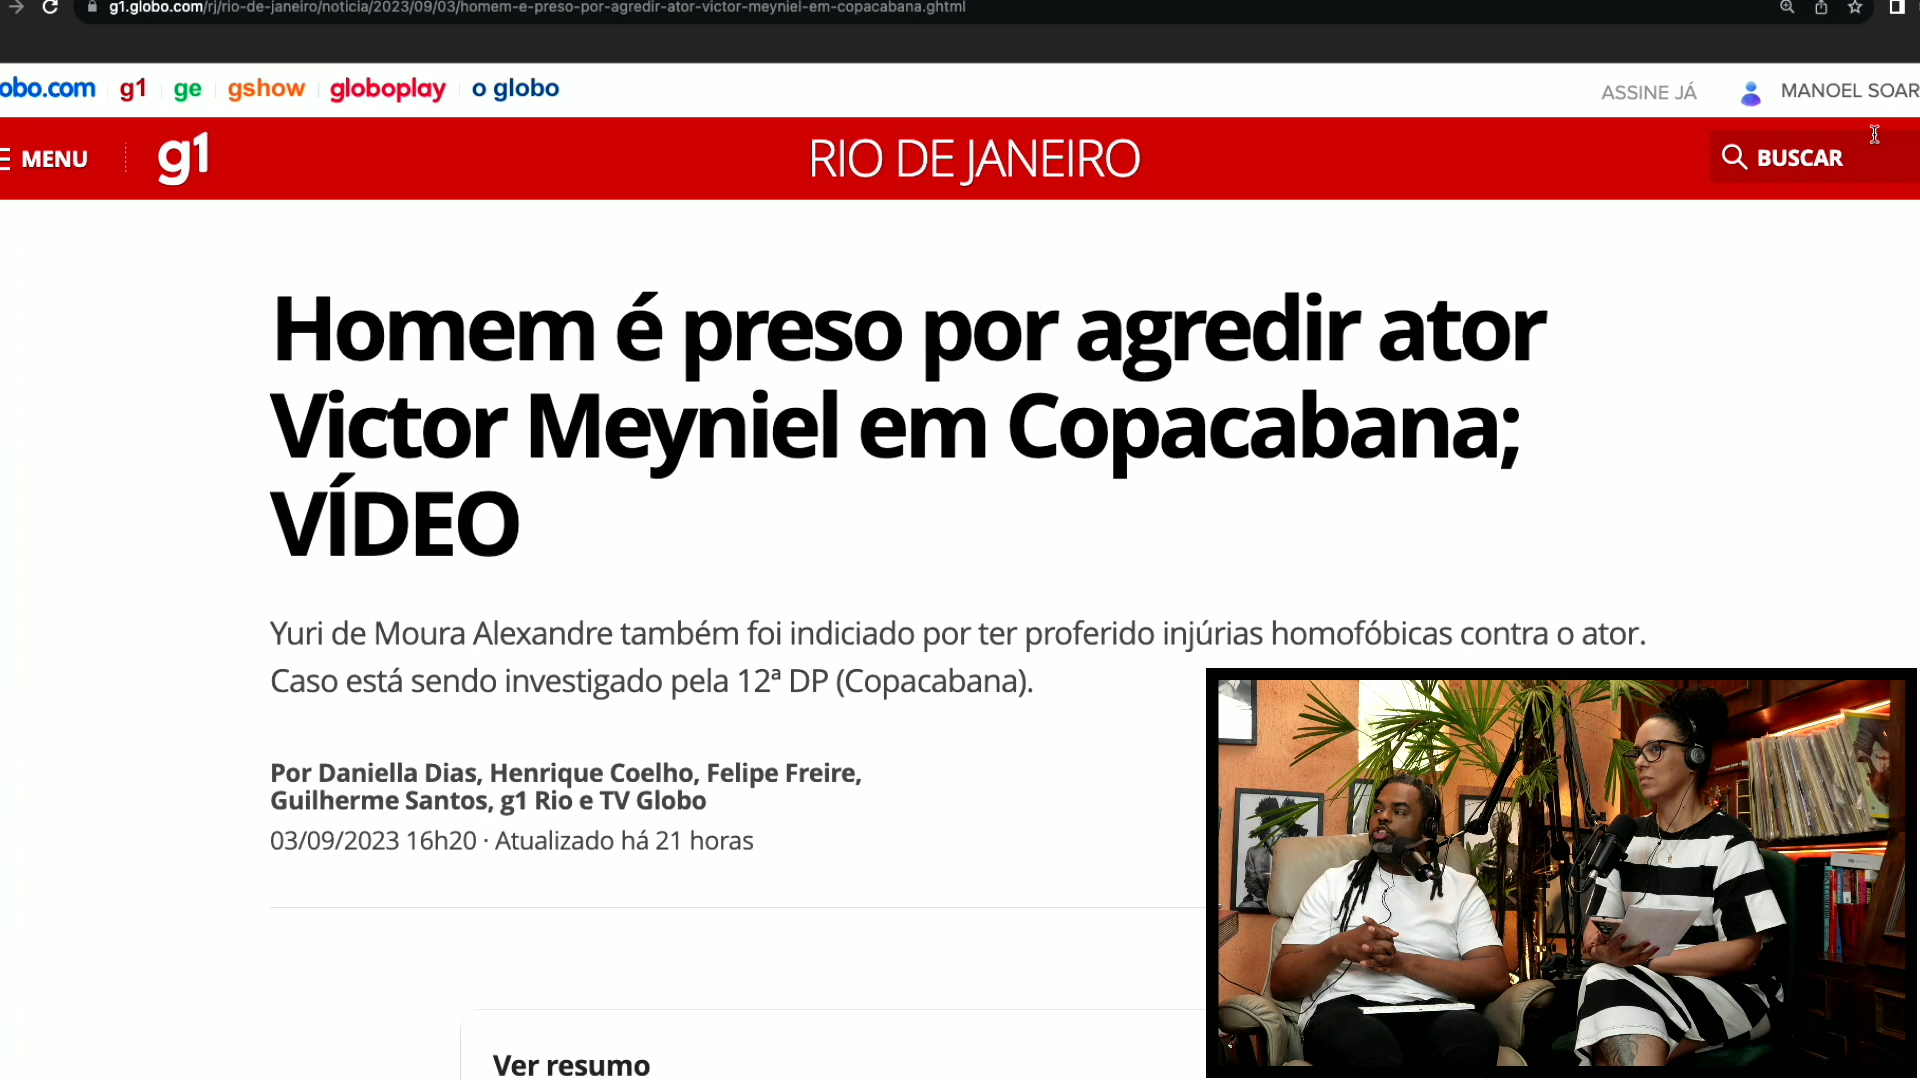 g1.globo.com/rj/rio-de-janeiro/noticia/2023/09/03/homem-e-preso-por-agredir-ator-victor-meyniel-em-copacabana.ghtml
obo.com g1 ge gshow globoplay o globo
ASSINE JÁ MANOEL SOAR
MENU g1 RIO DE JANEIRO BUSCAR
Homem é preso por agredir ator
Victor Meyniel em Copacabana;
VÍDEO
Yuri de Moura Alexandre também foi indiciado por ter proferido injúrias homofóbicas contra o ator.
Caso está sendo investigado pela 12ª DP (Copacabana).
Por Daniella Dias, Henrique Coelho, Felipe Freire,
Guilherme Santos, g1 Rio e TV Globo
03/09/2023 16h20 · Atualizado há 21 horas
Ver resumo